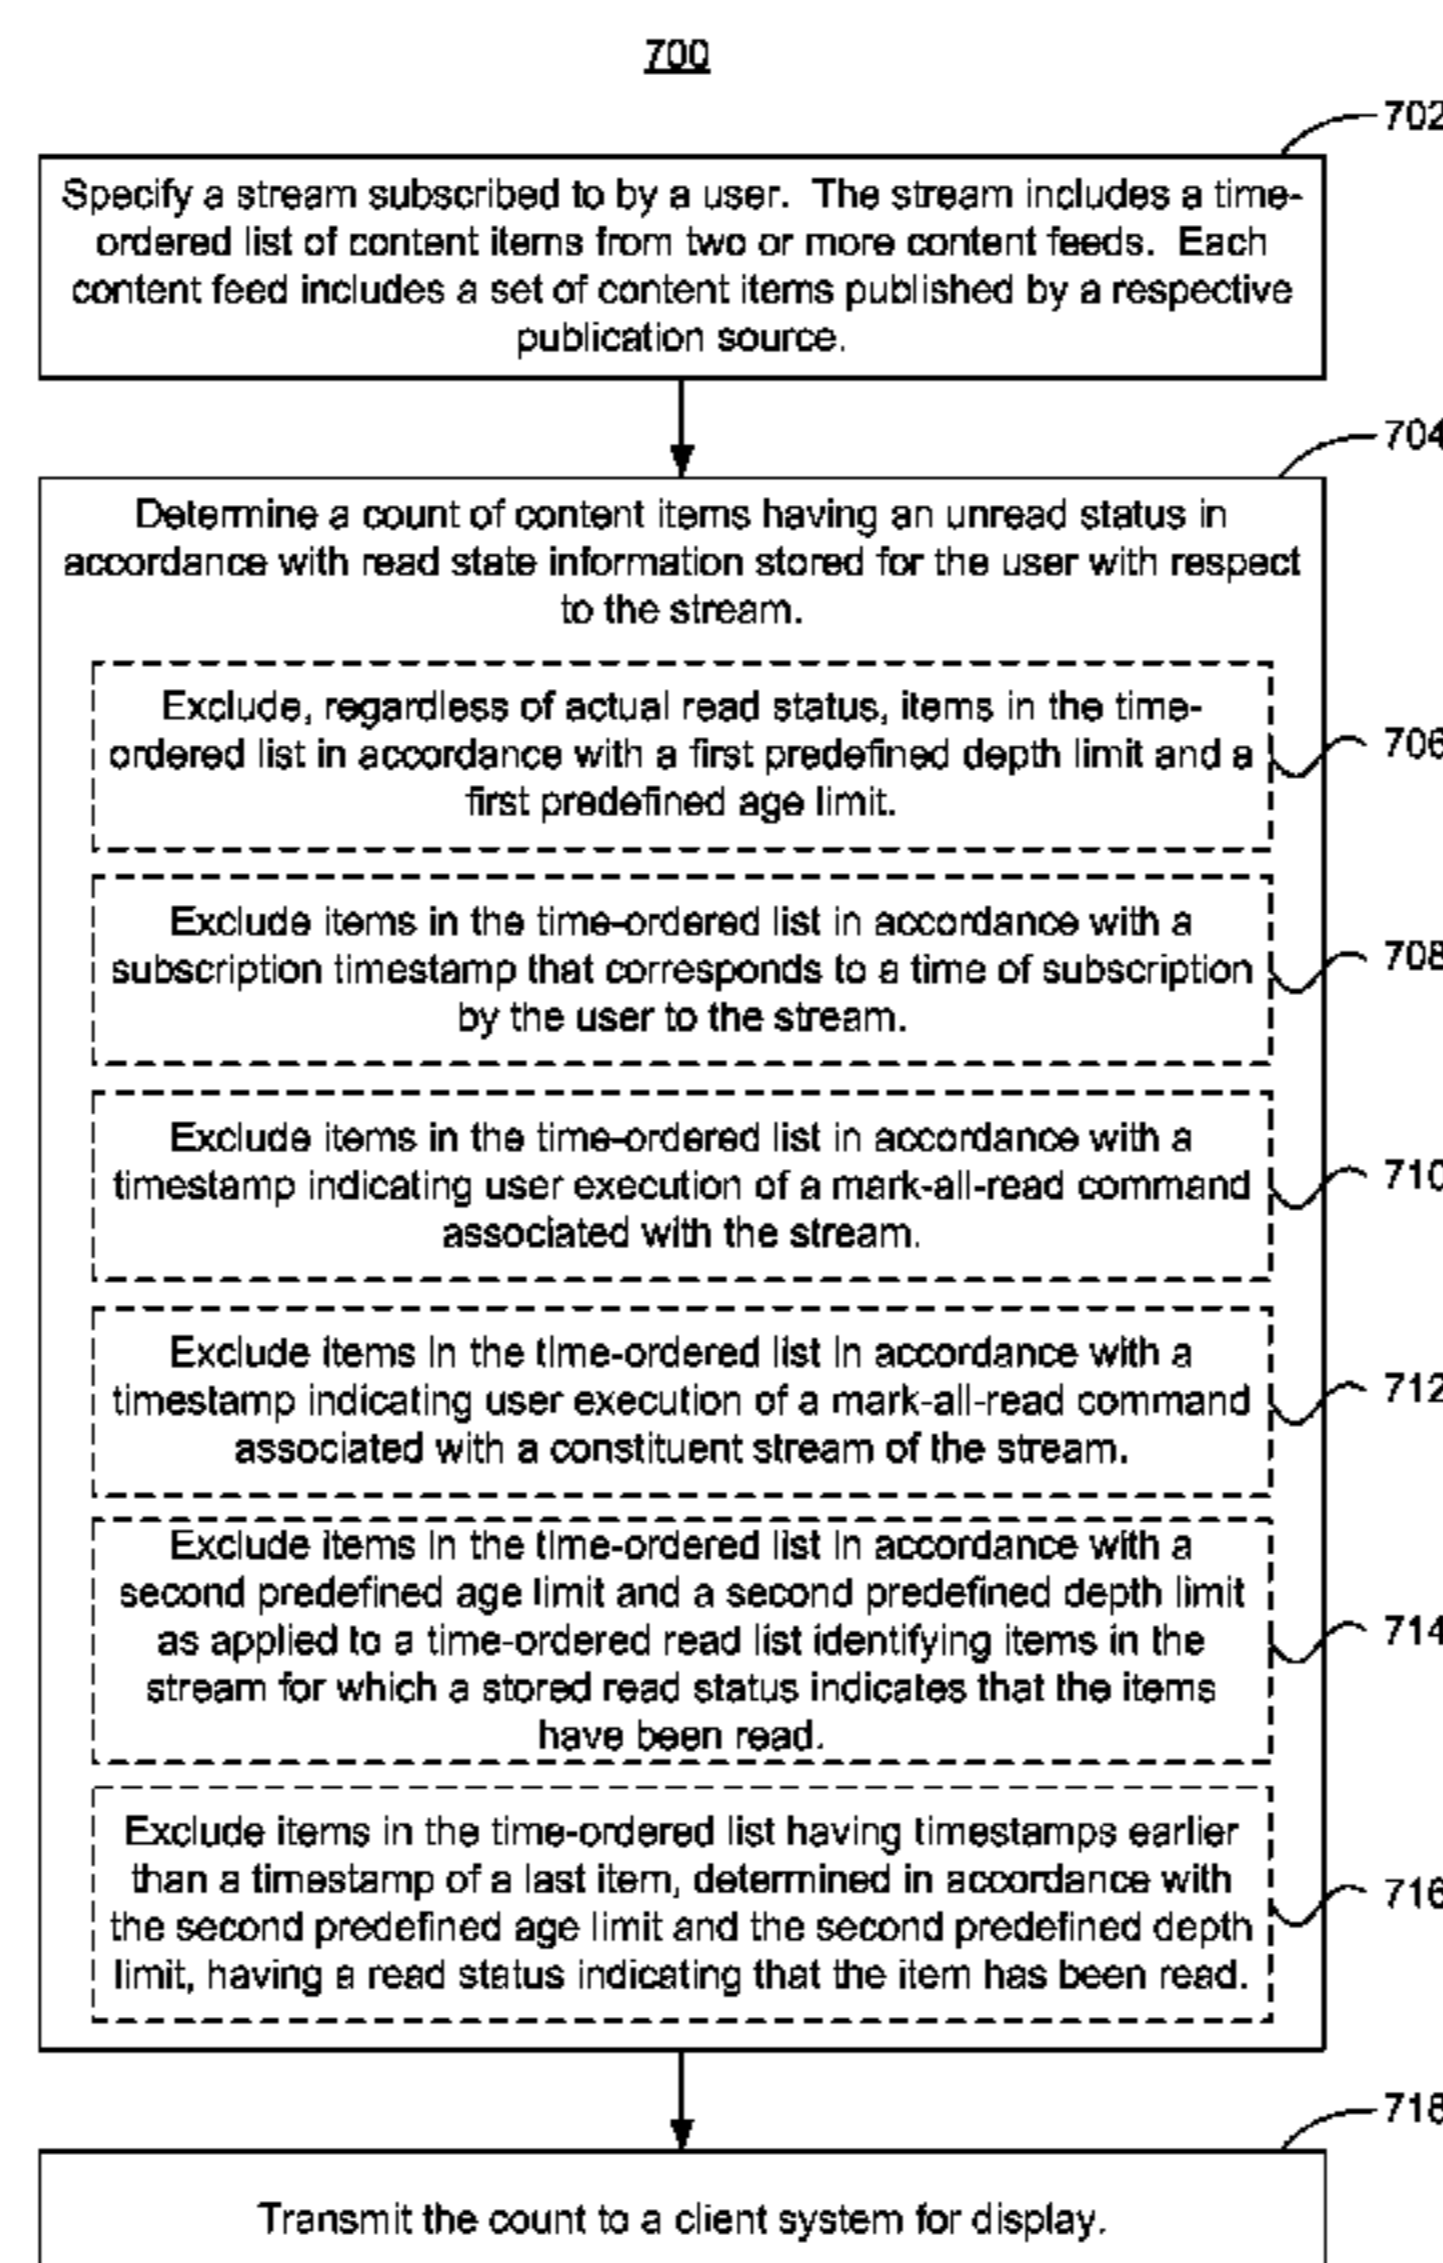 700
702
Specify a stream subscribed to by a user. The stream includes a time-
ordered list of content items from two or more content feeds. Each
content feed includes a set of content items published by a respective
publication source.
704
Determine a count of content items having an unread status in
accordance with read state information stored for the user with respect
to the stream.
Exclude, regardless of actual read status, items in the time-
ordered list in accordance with a first predefined depth limit and a
first predefined age limit.
706
Exclude items in the time-ordered list in accordance with a
subscription timestamp that corresponds to a time of subscription
by the user to the stream.
708
Exclude items in the time-ordered list in accordance with a
timestamp indicating user execution of a mark-all-read command
associated with the stream.
710
Exclude items in the time-ordered list in accordance with a
timestamp indicating user execution of a mark-all-read command
associated with a constituent stream of the stream.
712
Exclude items in the time-ordered list in accordance with a
second predefined age limit and a second predefined depth limit
as applied to a time-ordered read list identifying items in the
stream for which a stored read status indicates that the items
have been read.
714
Exclude items in the time-ordered list having timestamps earlier
than a timestamp of a last item, determined in accordance with
the second predefined age limit and the second predefined depth
limit, having a read status indicating that the item has been read.
716
718
Transmit the count to a client system for display.